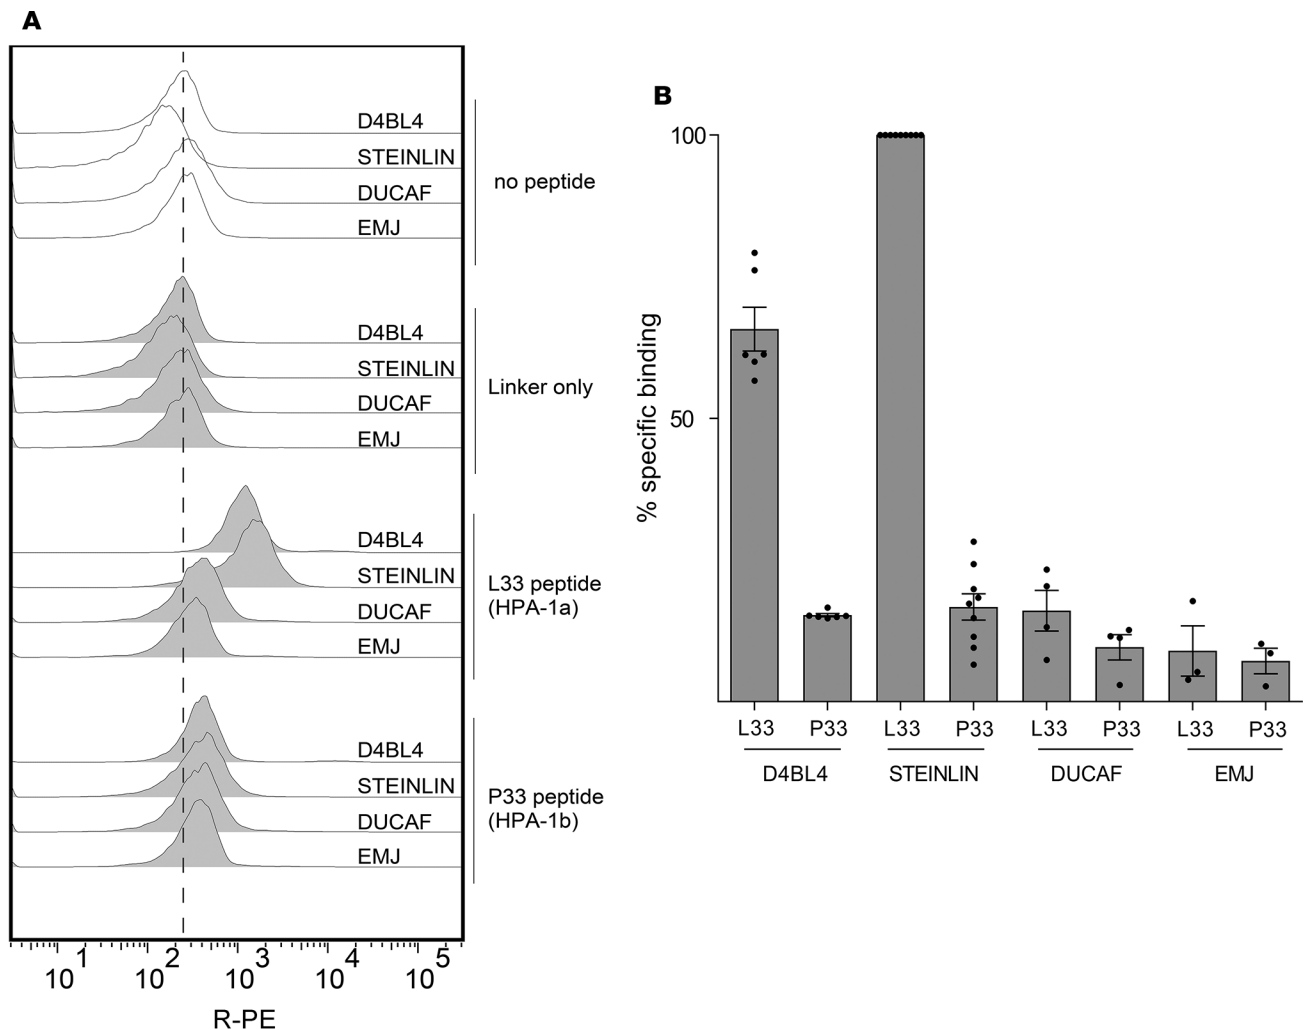 A
D4BL4
STEINLIN
DUCAF
EMJ
no peptide
D4BL4
STEINLIN
DUCAF
EMJ
Linker only
D4BL4
STEINLIN
DUCAF
EMJ
L33 peptide
(HPA-1a)
D4BL4
STEINLIN
DUCAF
EMJ
P33 peptide
(HPA-1b)
10^1 10^2 10^3 10^4 10^5
R-PE
B
100
50
% specific binding
L33 P33 L33 P33 L33 P33 L33 P33
D4BL4 STEINLIN DUCAF EMJ